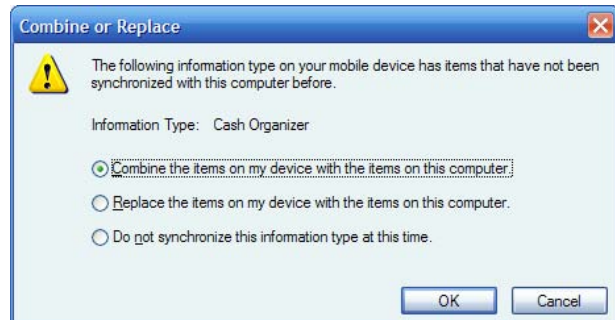 Combine or Replace
The following information type on your mobile device has items that have not been
synchronized with this computer before.
Information Type: Cash Organizer
Combine the items on my device with the items on this computer.
Replace the items on my device with the items on this computer.
Do not synchronize this information type at this time.
OK Cancel